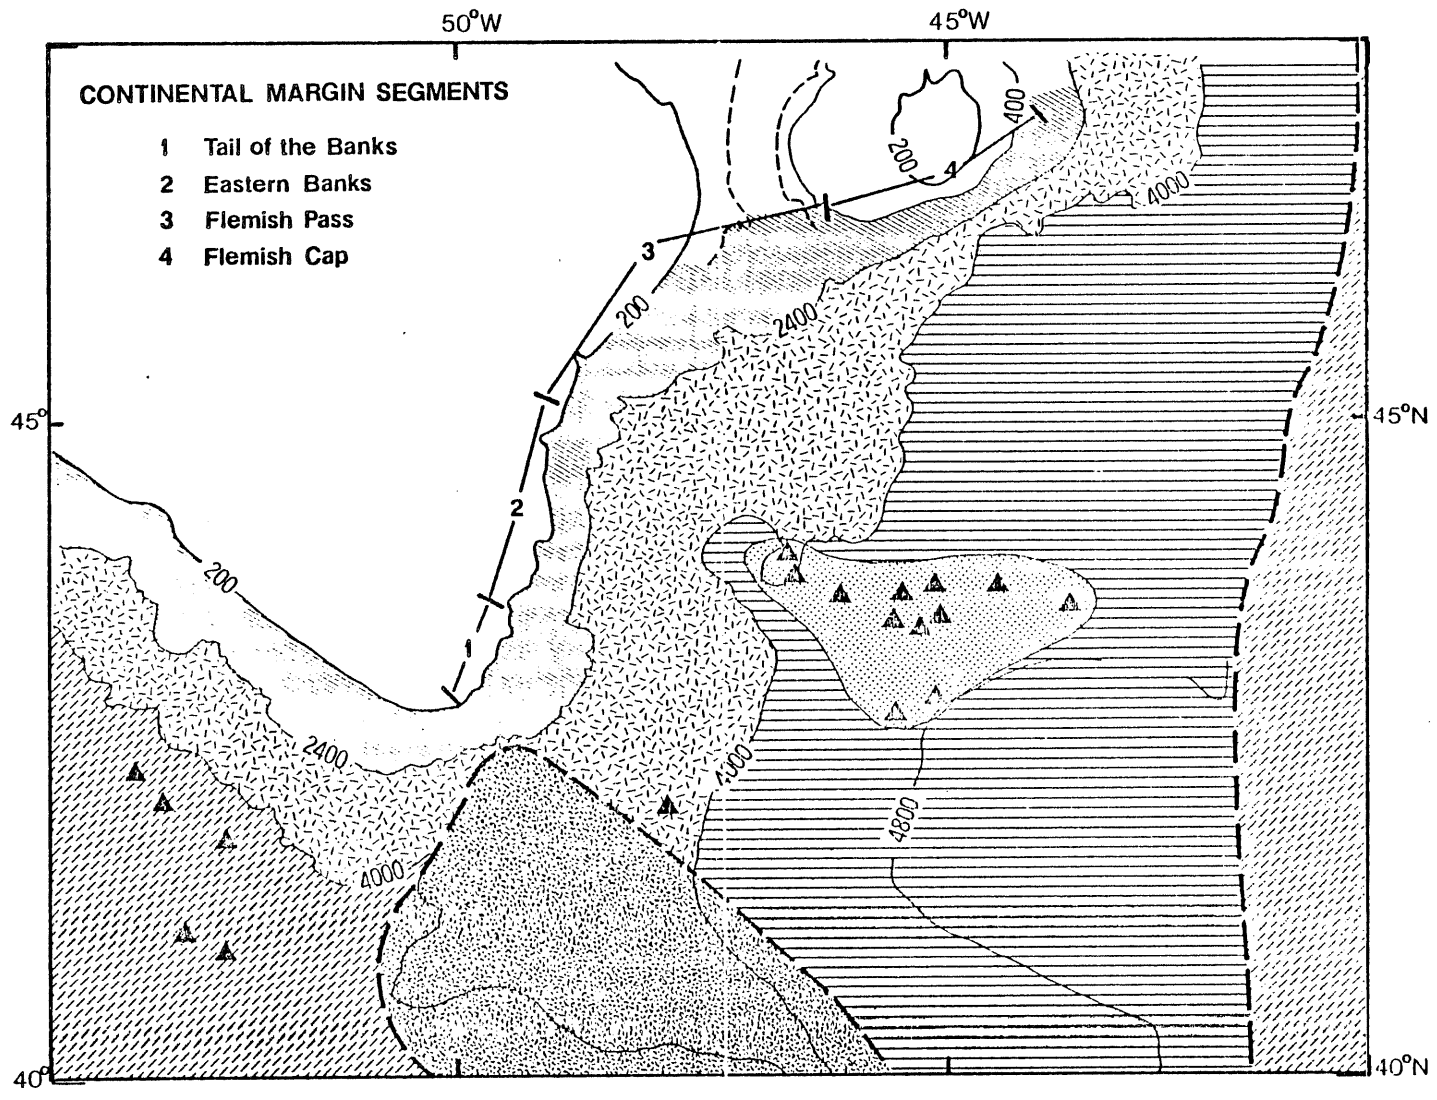 50°W
45°W
CONTINENTAL MARGIN SEGMENTS
1 Tail of the Banks
2 Eastern Banks
3 Flemish Pass
4 Flemish Cap
400
200
4
4000
3
200
2400
45°
45°N
2
200
1
2400
4000
4800
4000
40°
40°N